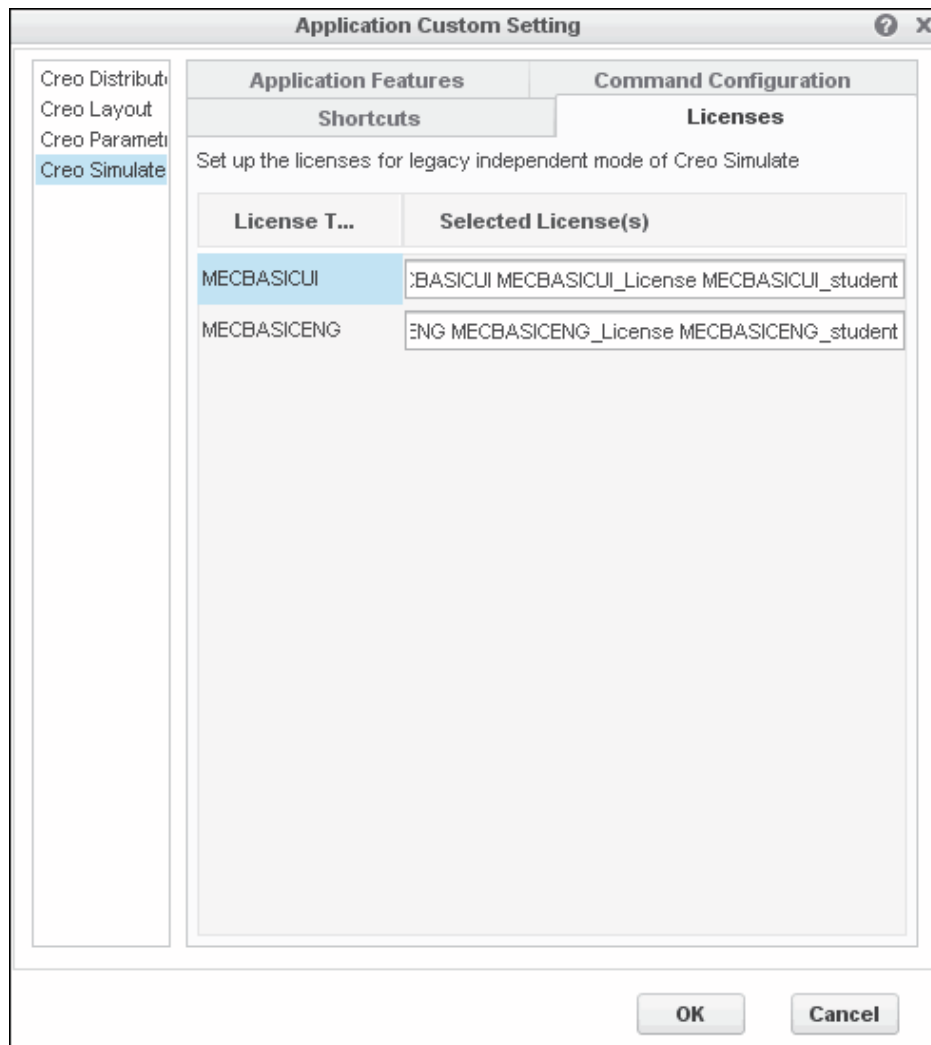 Application Custom Setting
Creo Distribut
Creo Layout
Creo Paramet
Creo Simulate
Application Features
Command Configuration
Shortcuts
Licenses
Set up the licenses for legacy independent mode of Creo Simulate
License T...
Selected License(s)
MECBASICUI
:BASICUI MECBASICUI_License MECBASICUI_student
MECBASICENG
ENG MECBASICENG_License MECBASICENG_student
OK
Cancel